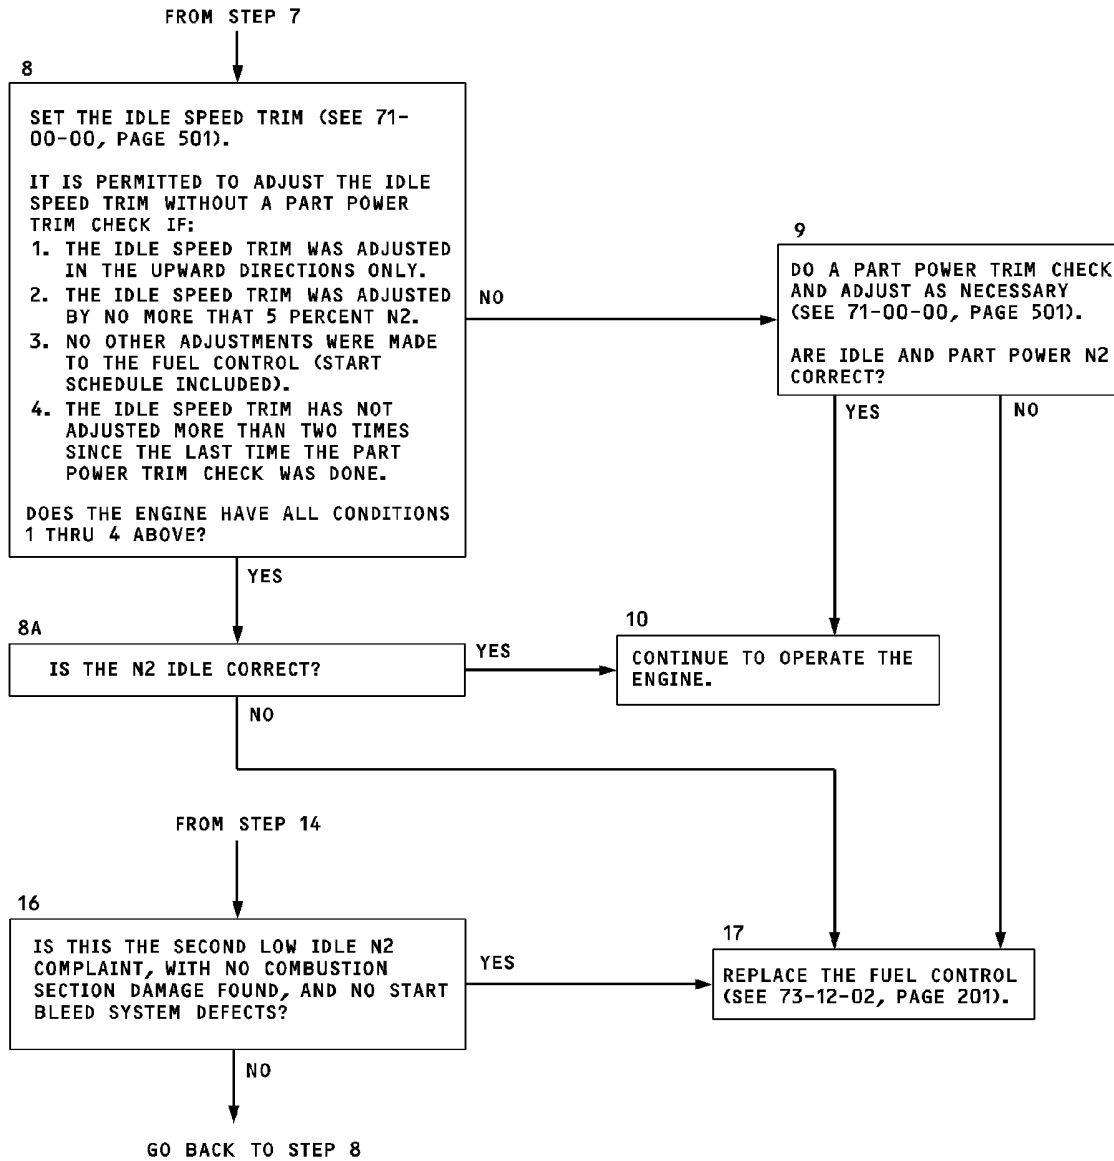 FROM STEP 7
8
SET THE IDLE SPEED TRIM (SEE 71-
00-00, PAGE 501).
IT IS PERMITTED TO ADJUST THE IDLE
SPEED TRIM WITHOUT A PART POWER
TRIM CHECK IF:
1. THE IDLE SPEED TRIM WAS ADJUSTED
IN THE UPWARD DIRECTIONS ONLY.
2. THE IDLE SPEED TRIM WAS ADJUSTED
BY NO MORE THAT 5 PERCENT N2.
3. NO OTHER ADJUSTMENTS WERE MADE
TO THE FUEL CONTROL (START
SCHEDULE INCLUDED).
4. THE IDLE SPEED TRIM HAS NOT
ADJUSTED MORE THAN TWO TIMES
SINCE THE LAST TIME THE PART
POWER TRIM CHECK WAS DONE.
DOES THE ENGINE HAVE ALL CONDITIONS
1 THRU 4 ABOVE?
NO
9
DO A PART POWER TRIM CHECK
AND ADJUST AS NECESSARY
(SEE 71-00-00, PAGE 501).
ARE IDLE AND PART POWER N2
CORRECT?
YES
NO
YES
8A
IS THE N2 IDLE CORRECT?
YES
10
CONTINUE TO OPERATE THE
ENGINE.
NO
FROM STEP 14
16
IS THIS THE SECOND LOW IDLE N2
COMPLAINT, WITH NO COMBUSTION
SECTION DAMAGE FOUND, AND NO START
BLEED SYSTEM DEFECTS?
YES
17
REPLACE THE FUEL CONTROL
(SEE 73-12-02, PAGE 201).
NO
GO BACK TO STEP 8